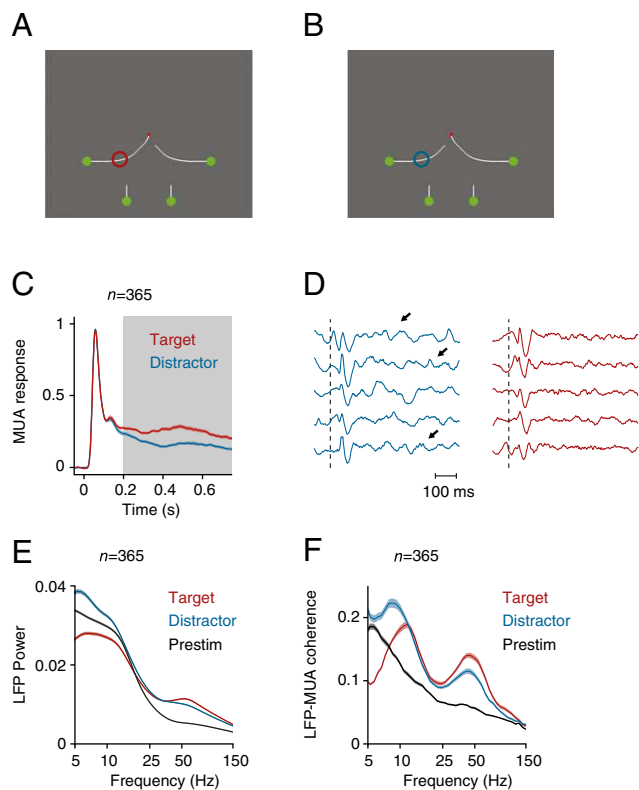 A
B
C
n=365
1
0.5
0
MUA response
Target
Distractor
0
0.2
0.4
0.6
Time (s)
D
100 ms
E
n=365
0.04
0.02
0
LFP Power
Target
Distractor
Prestim
5
10
25
50
150
Frequency (Hz)
F
n=365
0.2
0.1
0
LFP-MUA coherence
Target
Distractor
Prestim
5
10
25
50
150
Frequency (Hz)